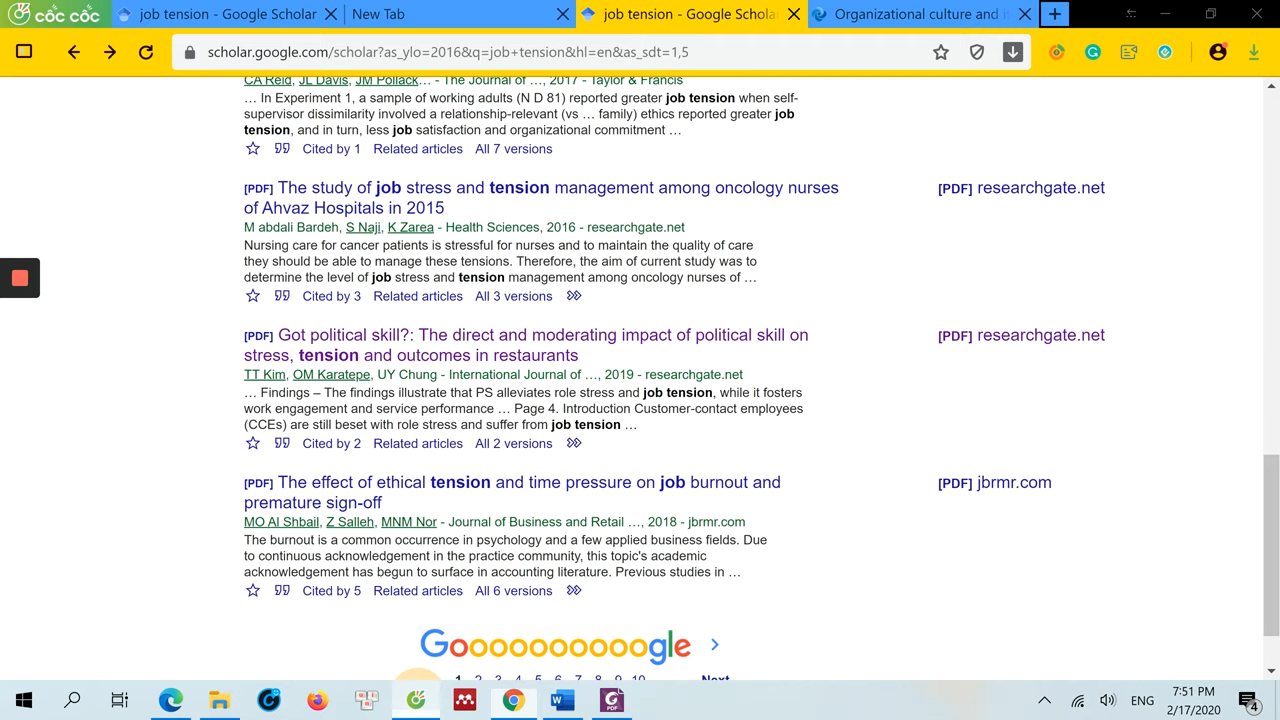 cốc cốc
job tension - Google Scholar
New Tab
job tension - Google Schola
Organizational culture and i
scholar.google.com/scholar?as_ylo=2016&q=job+tension&hl=en&as_sdt=1,5
CA Reid, JL Davis, JM Pollack… - The Journal of …, 2017 - Taylor & Francis
… In Experiment 1, a sample of working adults (N D 81) reported greater job tension when self-
supervisor dissimilarity involved a relationship-relevant (vs … family) ethics reported greater job
tension, and in turn, less job satisfaction and organizational commitment …
Cited by 1 Related articles All 7 versions
[PDF] The study of job stress and tension management among oncology nurses
of Ahvaz Hospitals in 2015
[PDF] researchgate.net
M abdali Bardeh, S Naji, K Zarea - Health Sciences, 2016 - researchgate.net
Nursing care for cancer patients is stressful for nurses and to maintain the quality of care
they should be able to manage these tensions. Therefore, the aim of current study was to
determine the level of job stress and tension management among oncology nurses of …
Cited by 3 Related articles All 3 versions
[PDF] Got political skill?: The direct and moderating impact of political skill on
stress, tension and outcomes in restaurants
[PDF] researchgate.net
TT Kim, OM Karatepe, UY Chung - International Journal of …, 2019 - researchgate.net
… Findings – The findings illustrate that PS alleviates role stress and job tension, while it fosters
work engagement and service performance … Page 4. Introduction Customer-contact employees
(CCEs) are still beset with role stress and suffer from job tension …
Cited by 2 Related articles All 2 versions
[PDF] The effect of ethical tension and time pressure on job burnout and
premature sign-off
[PDF] jbrmr.com
MO Al Shbail, Z Salleh, MNM Nor - Journal of Business and Retail …, 2018 - jbrmr.com
The burnout is a common occurrence in psychology and a few applied business fields. Due
to continuous acknowledgement in the practice community, this topic's academic
acknowledgement has begun to surface in accounting literature. Previous studies in …
Cited by 5 Related articles All 6 versions
Goooooooooogle
1 2 3 4 5 6 7 8 9 10 Next
ENG
7:51 PM
2/17/2020
4